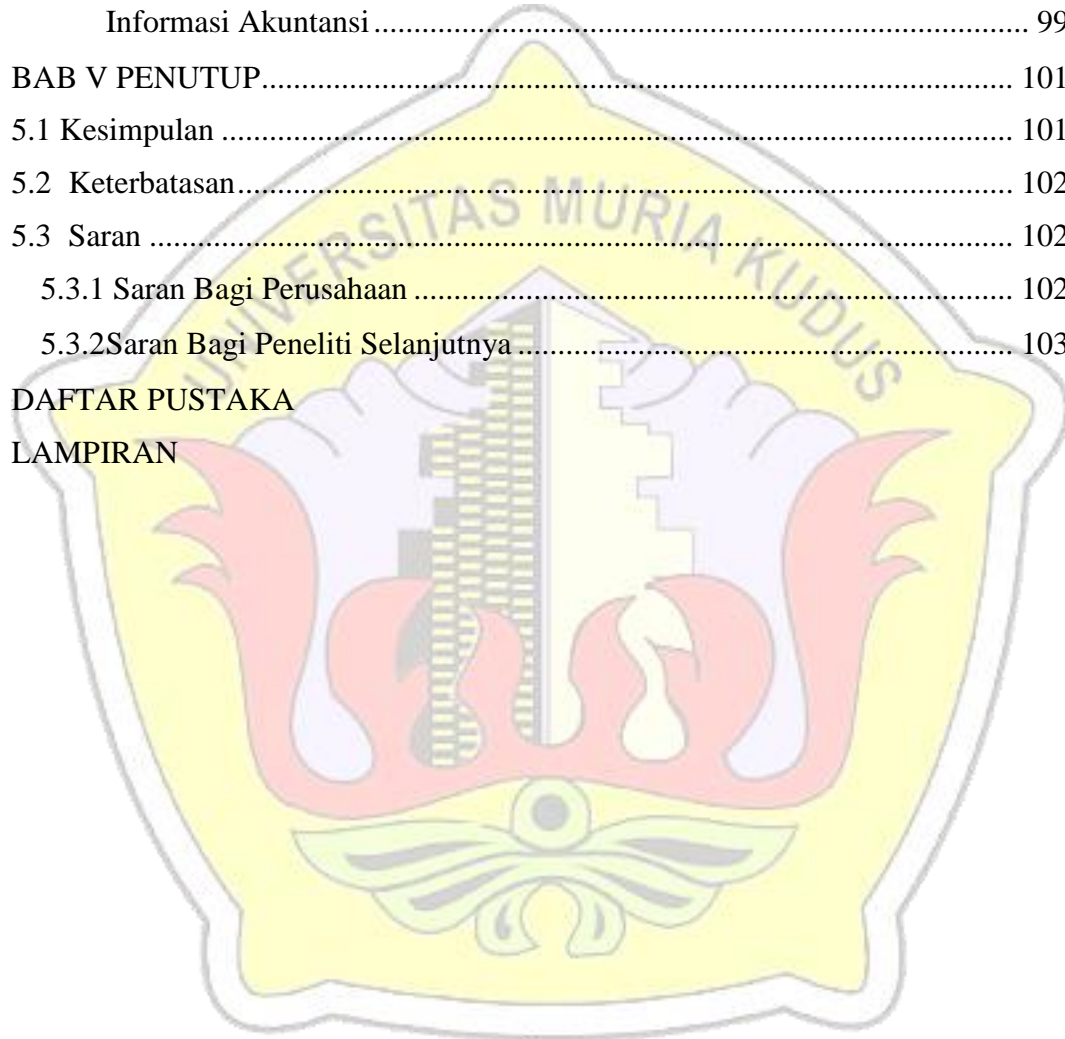 Informasi Akuntansi ........................................................................................ 99
BAB V PENUTUP ........................................................................................ 101
5.1 Kesimpulan ........................................................................................ 101
5.2 Keterbatasan ........................................................................................ 102
5.3 Saran ........................................................................................ 102
5.3.1 Saran Bagi Perusahaan ........................................................................................ 102
5.3.2Saran Bagi Peneliti Selanjutnya ........................................................................................ 103
DAFTAR PUSTAKA
LAMPIRAN
UNIVERSITAS MURIA KUDUS